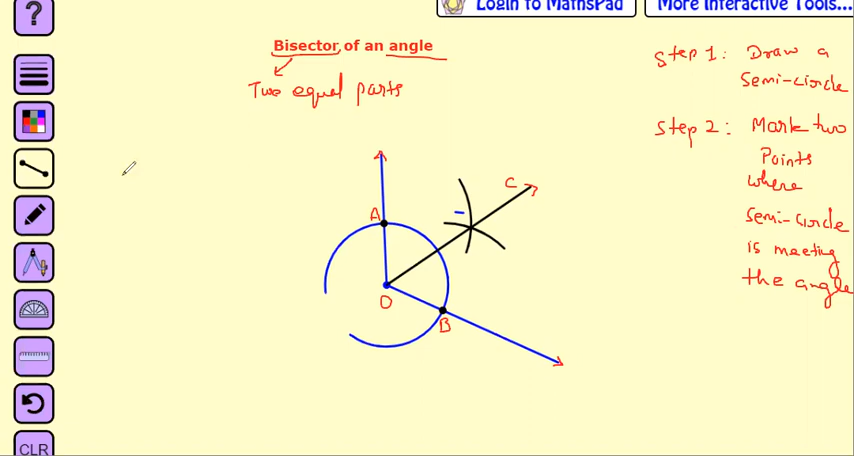 ?
Login to MathsPad
More Interactive Tools...
Bisector of an angle
Two equal parts
Step 1: Draw a
Semi-circle
Step 2: Mark two
Points
where
Semi-circle
is meeting
the angle
C
A
O
B
CLR